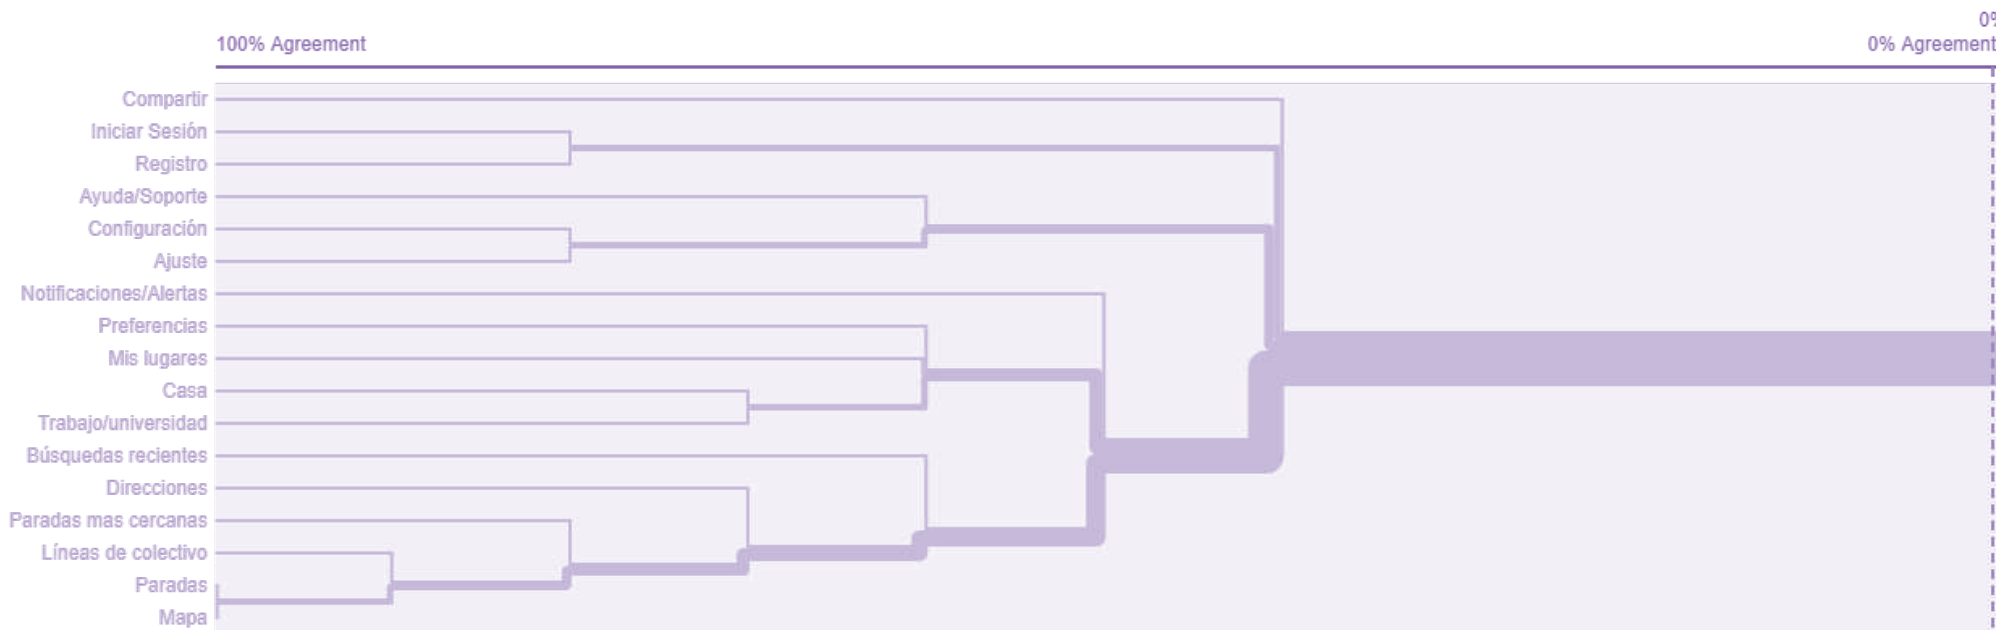 0%
100% Agreement
0% Agreement
Compartir
Iniciar Sesión
Registro
Ayuda/Soporte
Configuración
Ajuste
Notificaciones/Alertas
Preferencias
Mis lugares
Casa
Trabajo/universidad
Búsquedas recientes
Direcciones
Paradas mas cercanas
Líneas de colectivo
Paradas
Mapa